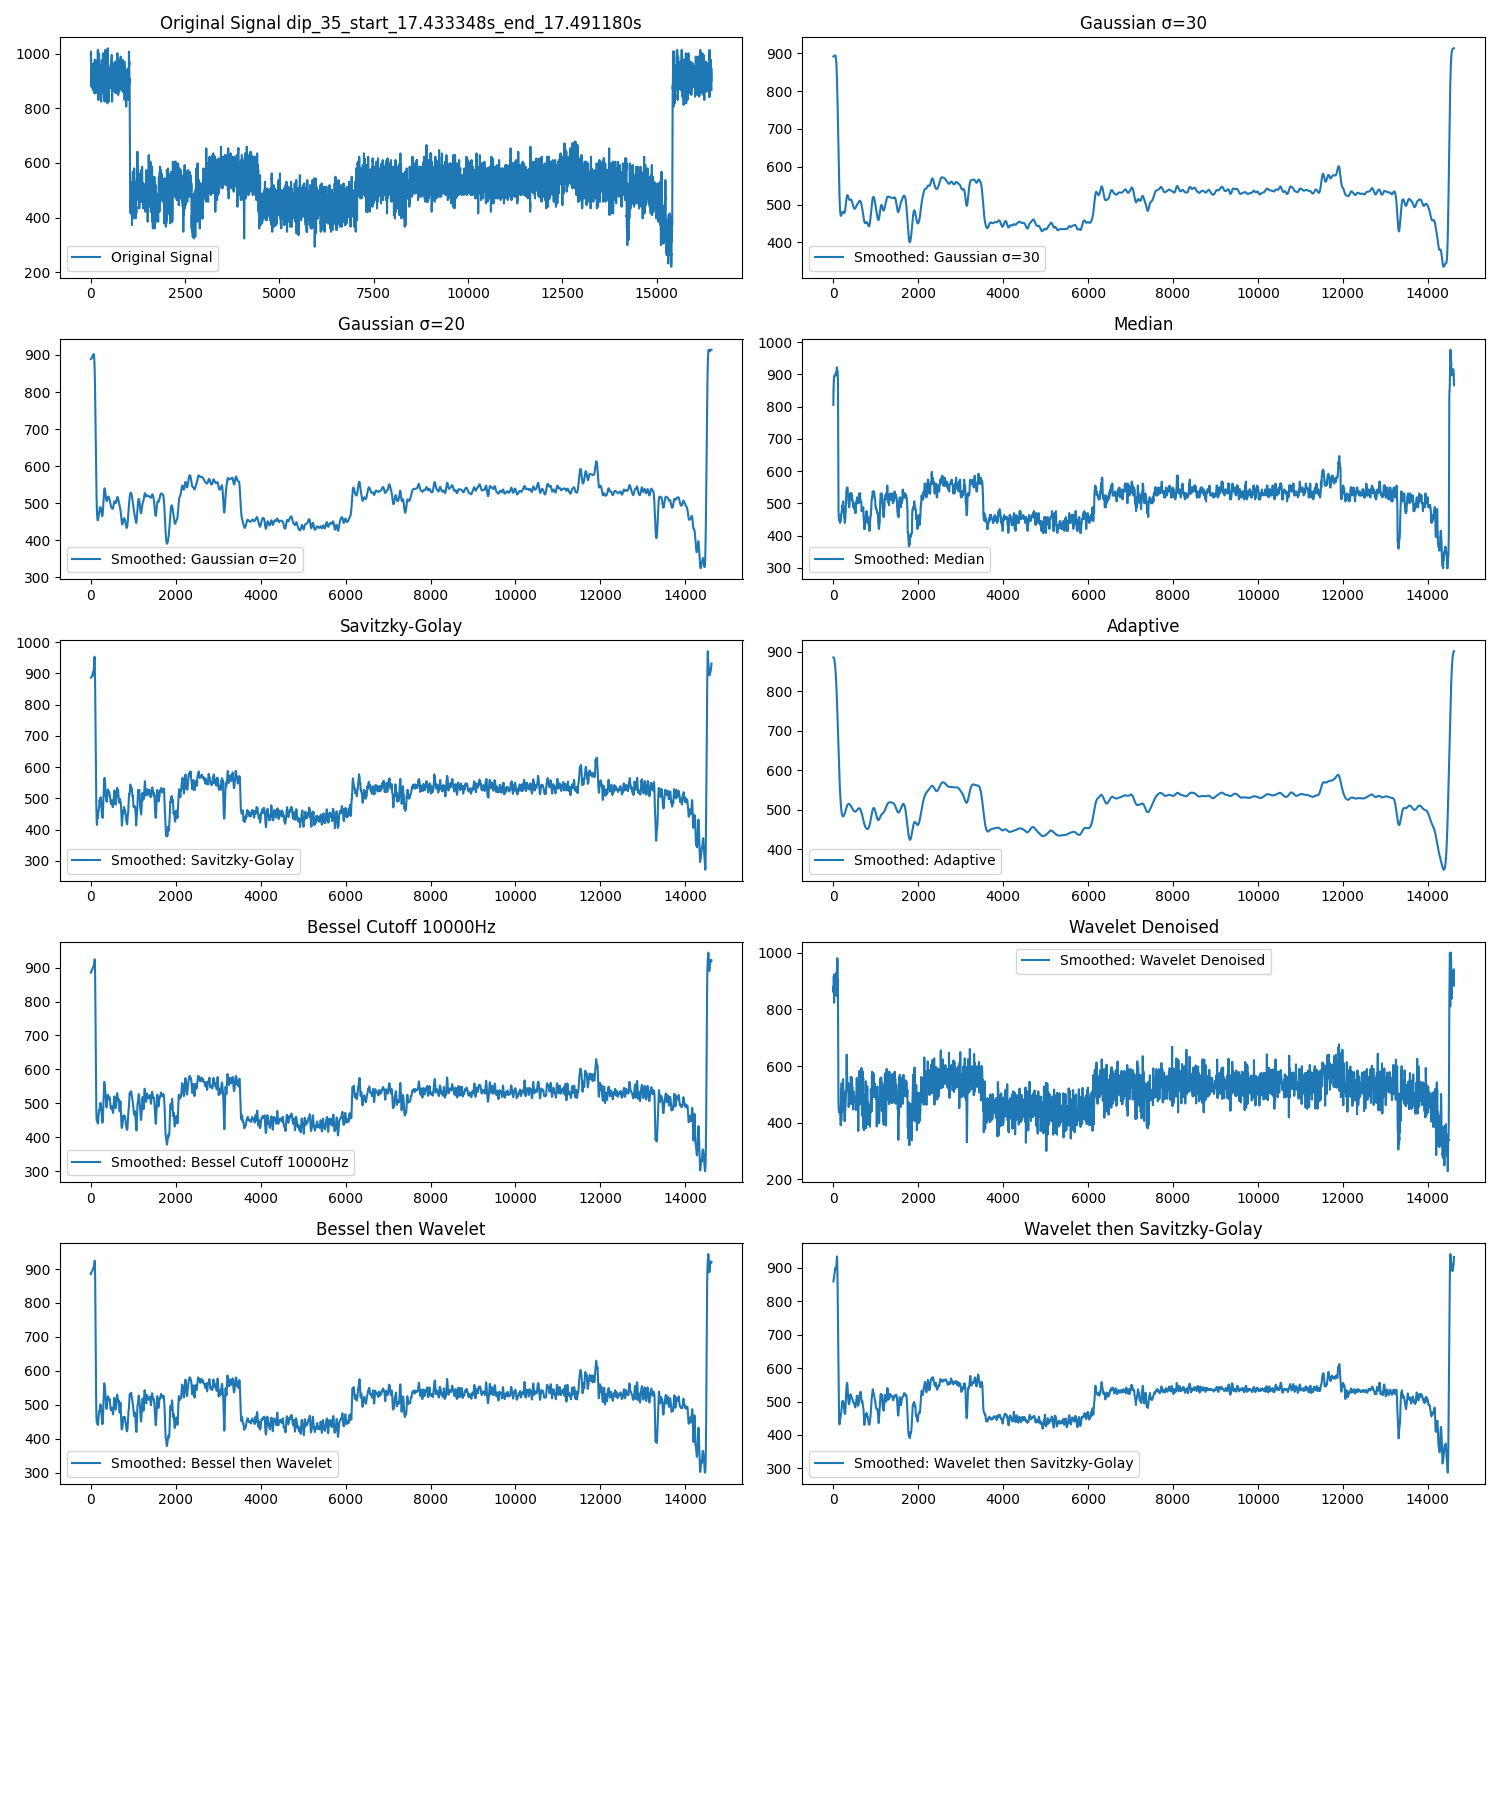 Original Signal dip_35_start_17.433348s_end_17.491180s
1000
800
600
400
200
Original Signal
0 2500 5000 7500 10000 12500 15000
Gaussian σ=30
900
800
700
600
500
400
Smoothed: Gaussian σ=30
0 2000 4000 6000 8000 10000 12000 14000
Gaussian σ=20
900
800
700
600
500
400
300
Smoothed: Gaussian σ=20
0 2000 4000 6000 8000 10000 12000 14000
Median
1000
900
800
700
600
500
400
300
Smoothed: Median
0 2000 4000 6000 8000 10000 12000 14000
Savitzky-Golay
1000
900
800
700
600
500
400
300
Smoothed: Savitzky-Golay
0 2000 4000 6000 8000 10000 12000 14000
Adaptive
900
800
700
600
500
400
Smoothed: Adaptive
0 2000 4000 6000 8000 10000 12000 14000
Bessel Cutoff 10000Hz
900
800
700
600
500
400
300
Smoothed: Bessel Cutoff 10000Hz
0 2000 4000 6000 8000 10000 12000 14000
Wavelet Denoised
Smoothed: Wavelet Denoised
1000
800
600
400
200
0 2000 4000 6000 8000 10000 12000 14000
Bessel then Wavelet
900
800
700
600
500
400
300
Smoothed: Bessel then Wavelet
0 2000 4000 6000 8000 10000 12000 14000
Wavelet then Savitzky-Golay
900
800
700
600
500
400
300
Smoothed: Wavelet then Savitzky-Golay
0 2000 4000 6000 8000 10000 12000 14000